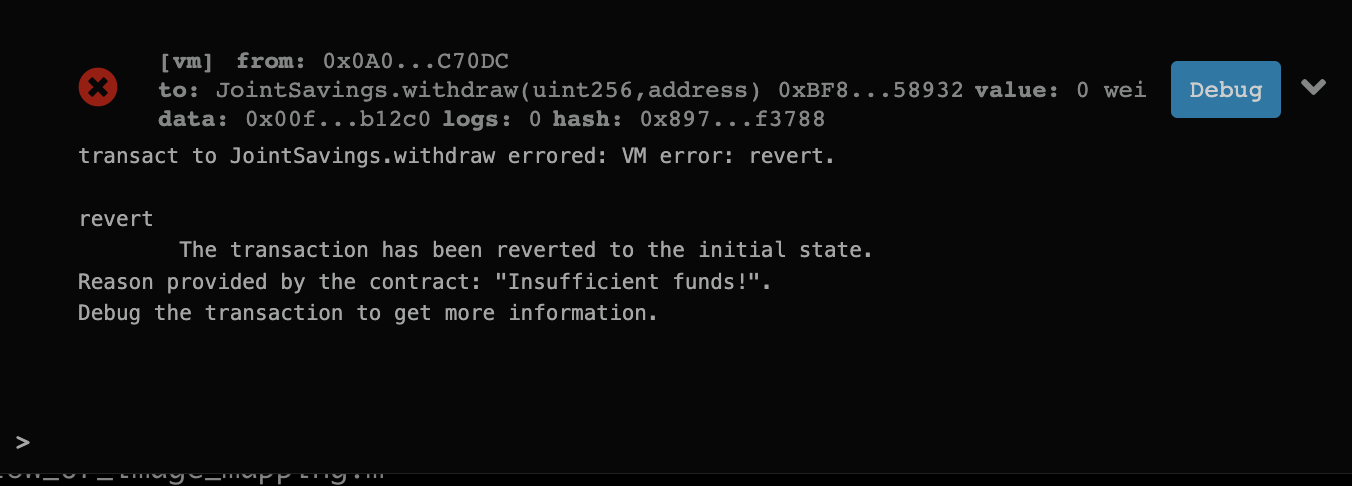 [vm] from: 0x0A0...C70DC
to: JointSavings.withdraw(uint256,address) 0xBF8...58932 value: 0 wei
data: 0x00f...b12c0 logs: 0 hash: 0x897...f3788
Debug
transact to JointSavings.withdraw errored: VM error: revert.
revert
The transaction has been reverted to the initial state.
Reason provided by the contract: "Insufficient funds!".
Debug the transaction to get more information.
>